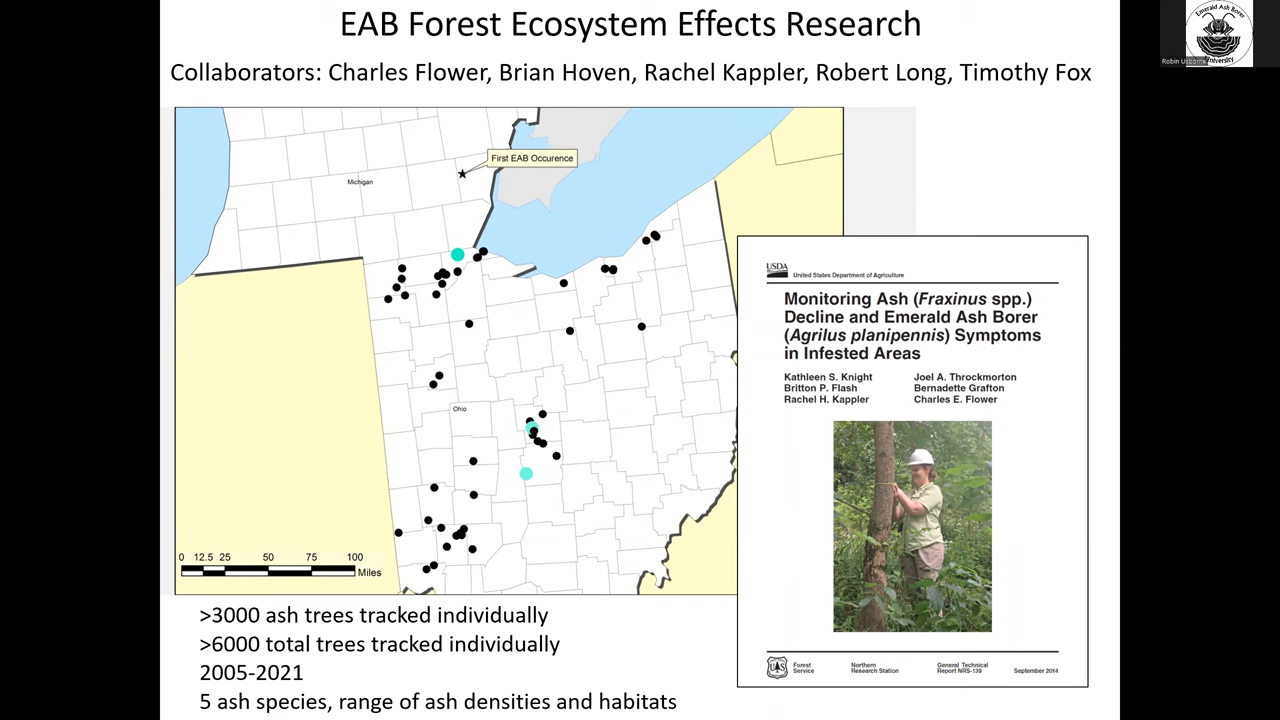 EAB Forest Ecosystem Effects Research
Collaborators: Charles Flower, Brian Hoven, Rachel Kappler, Robert Long, Timothy Fox
Emerald Ash Borer
University
Robin Usborne
First EAB Occurence
Michigan
Ohio
0 12.5 25 50 75 100
Miles
USDA
United States Department of Agriculture
Monitoring Ash (Fraxinus spp.)
Decline and Emerald Ash Borer
(Agrilus planipennis) Symptoms
in Infested Areas
Kathleen S. Knight
Britton P. Flash
Rachel H. Kappler
Joel A. Throckmorton
Bernadette Grafton
Charles E. Flower
Forest
Service
Northern
Research Station
General Technical
Report NRS-139
September 2014
>3000 ash trees tracked individually
>6000 total trees tracked individually
2005-2021
5 ash species, range of ash densities and habitats